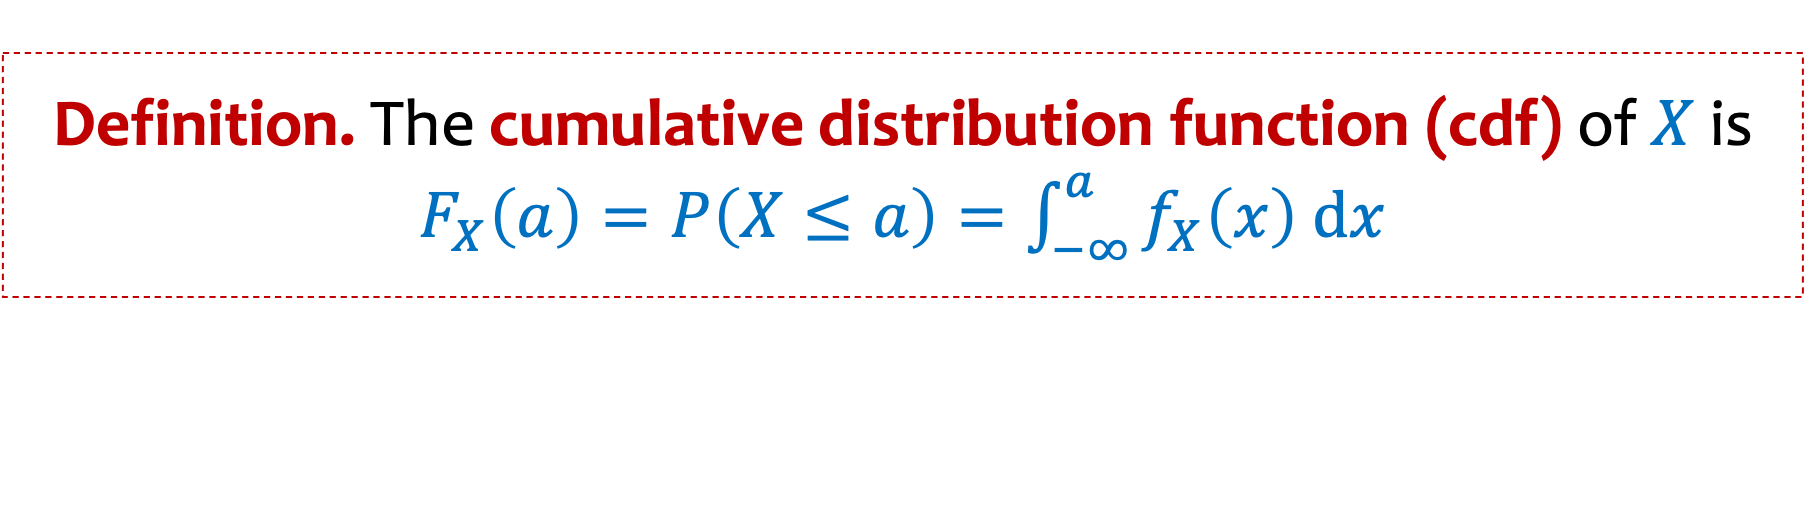 Definition. The cumulative distribution function (cdf) of X is
F_X(a) = P(X ≤ a) = ∫_{−∞}^{a} f_X(x) dx